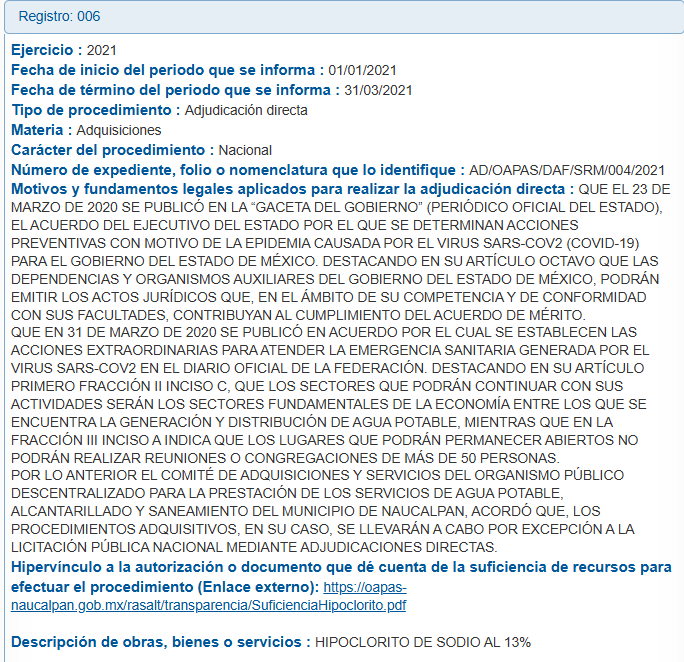 Registro: 006
Ejercicio : 2021
Fecha de inicio del periodo que se informa : 01/01/2021
Fecha de término del periodo que se informa : 31/03/2021
Tipo de procedimiento : Adjudicación directa
Materia : Adquisiciones
Carácter del procedimiento : Nacional
Número de expediente, folio o nomenclatura que lo identifique : AD/OAPAS/DAF/SRM/004/2021
Motivos y fundamentos legales aplicados para realizar la adjudicación directa : QUE EL 23 DE
MARZO DE 2020 SE PUBLICÓ EN LA “GACETA DEL GOBIERNO” (PERIÓDICO OFICIAL DEL ESTADO),
EL ACUERDO DEL EJECUTIVO DEL ESTADO POR EL QUE SE DETERMINAN ACCIONES
PREVENTIVAS CON MOTIVO DE LA EPIDEMIA CAUSADA POR EL VIRUS SARS-COV2 (COVID-19)
PARA EL GOBIERNO DEL ESTADO DE MÉXICO. DESTACANDO EN SU ARTÍCULO OCTAVO QUE LAS
DEPENDENCIAS Y ORGANISMOS AUXILIARES DEL GOBIERNO DEL ESTADO DE MÉXICO, PODRÁN
EMITIR LOS ACTOS JURÍDICOS QUE, EN EL ÁMBITO DE SU COMPETENCIA Y DE CONFORMIDAD
CON SUS FACULTADES, CONTRIBUYAN AL CUMPLIMIENTO DEL ACUERDO DE MÉRITO.
QUE EN 31 DE MARZO DE 2020 SE PUBLICÓ EN ACUERDO POR EL CUAL SE ESTABLECEN LAS
ACCIONES EXTRAORDINARIAS PARA ATENDER LA EMERGENCIA SANITARIA GENERADA POR EL
VIRUS SARS-COV2 EN EL DIARIO OFICIAL DE LA FEDERACIÓN. DESTACANDO EN SU ARTÍCULO
PRIMERO FRACCIÓN II INCISO C, QUE LOS SECTORES QUE PODRÁN CONTINUAR CON SUS
ACTIVIDADES SERÁN LOS SECTORES FUNDAMENTALES DE LA ECONOMÍA ENTRE LOS QUE SE
ENCUENTRA LA GENERACIÓN Y DISTRIBUCIÓN DE AGUA POTABLE, MIENTRAS QUE EN LA
FRACCIÓN III INCISO A INDICA QUE LOS LUGARES QUE PODRÁN PERMANECER ABIERTOS NO
PODRÁN REALIZAR REUNIONES O CONGREGACIONES DE MÁS DE 50 PERSONAS.
POR LO ANTERIOR EL COMITÉ DE ADQUISICIONES Y SERVICIOS DEL ORGANISMO PÚBLICO
DESCENTRALIZADO PARA LA PRESTACIÓN DE LOS SERVICIOS DE AGUA POTABLE,
ALCANTARILLADO Y SANEAMIENTO DEL MUNICIPIO DE NAUCALPAN, ACORDÓ QUE, LOS
PROCEDIMIENTOS ADQUISITIVOS, EN SU CASO, SE LLEVARÁN A CABO POR EXCEPCIÓN A LA
LICITACIÓN PÚBLICA NACIONAL MEDIANTE ADJUDICACIONES DIRECTAS.
Hipervínculo a la autorización o documento que dé cuenta de la suficiencia de recursos para
efectuar el procedimiento (Enlace externo): https://oapas-
naucalpan.gob.mx/rasalt/transparencia/SuficienciaHipoclorito.pdf
Descripción de obras, bienes o servicios : HIPOCLORITO DE SODIO AL 13%